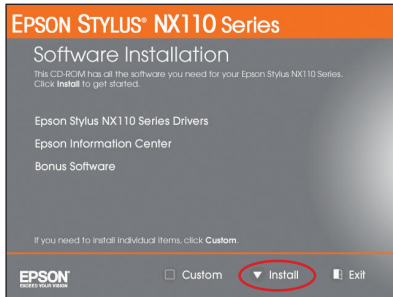 EPSON STYLUS® NX110 Series
Software Installation
This CD-ROM has all the software you need for your Epson Stylus NX110 Series.
Click Install to get started.
Epson Stylus NX110 Series Drivers
Epson Information Center
Bonus Software
If you need to install individual items, click Custom.
EPSON® Custom Install Exit
EXCEED YOUR VISION